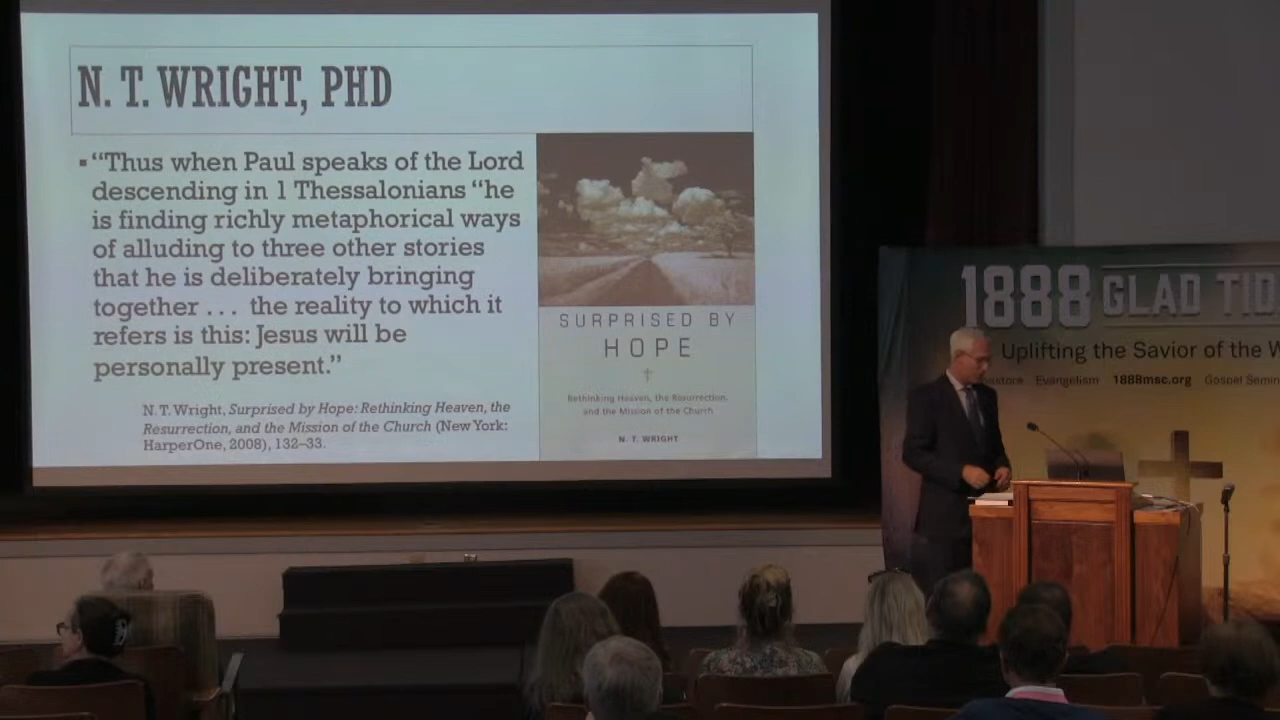 N. T. WRIGHT, PHD
▪“Thus when Paul speaks of the Lord
descending in 1 Thessalonians “he
is finding richly metaphorical ways
of alluding to three other stories
that he is deliberately bringing
together . . . the reality to which it
refers is this: Jesus will be
personally present.”
N. T. Wright, Surprised by Hope: Rethinking Heaven, the
Resurrection, and the Mission of the Church (New York:
HarperOne, 2008), 132–33.
SURPRISED BY
HOPE
Rethinking Heaven, the Resurrection,
and the Mission of the Church
N. T. WRIGHT
1888 GLAD TID
Uplifting the Savior of the W
Evangelism 1888msc.org Gospel Semin